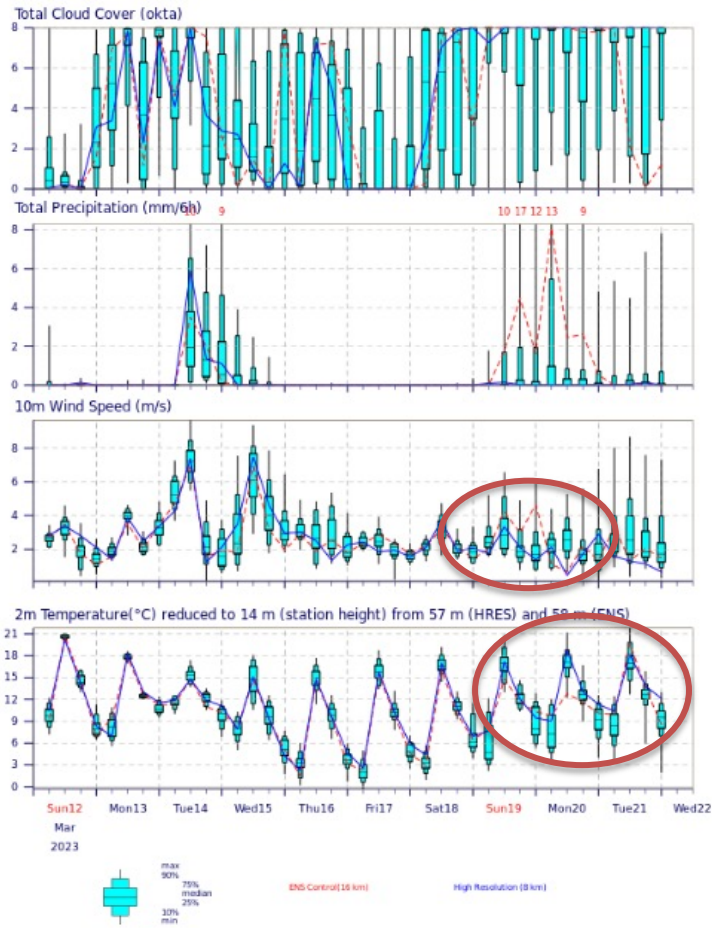 Total Cloud Cover (okta)
8
6
4
2
0
Total Precipitation (mm/6h)
9
10 17 12 13 9
8
6
4
2
0
10m Wind Speed (m/s)
8
6
4
2
2m Temperature(°C) reduced to 14 m (station height) from 57 m (HRES) and 58 m (ENS)
21
18
15
12
9
6
3
0
Sun12 Mon13 Tue14 Wed15 Thu16 Fri17 Sat18 Sun19 Mon20 Tue21 Wed22
Mar
2023
max
90%
75%
median
25%
10%
min
ENS Control(16 km)
High Resolution (8 km)